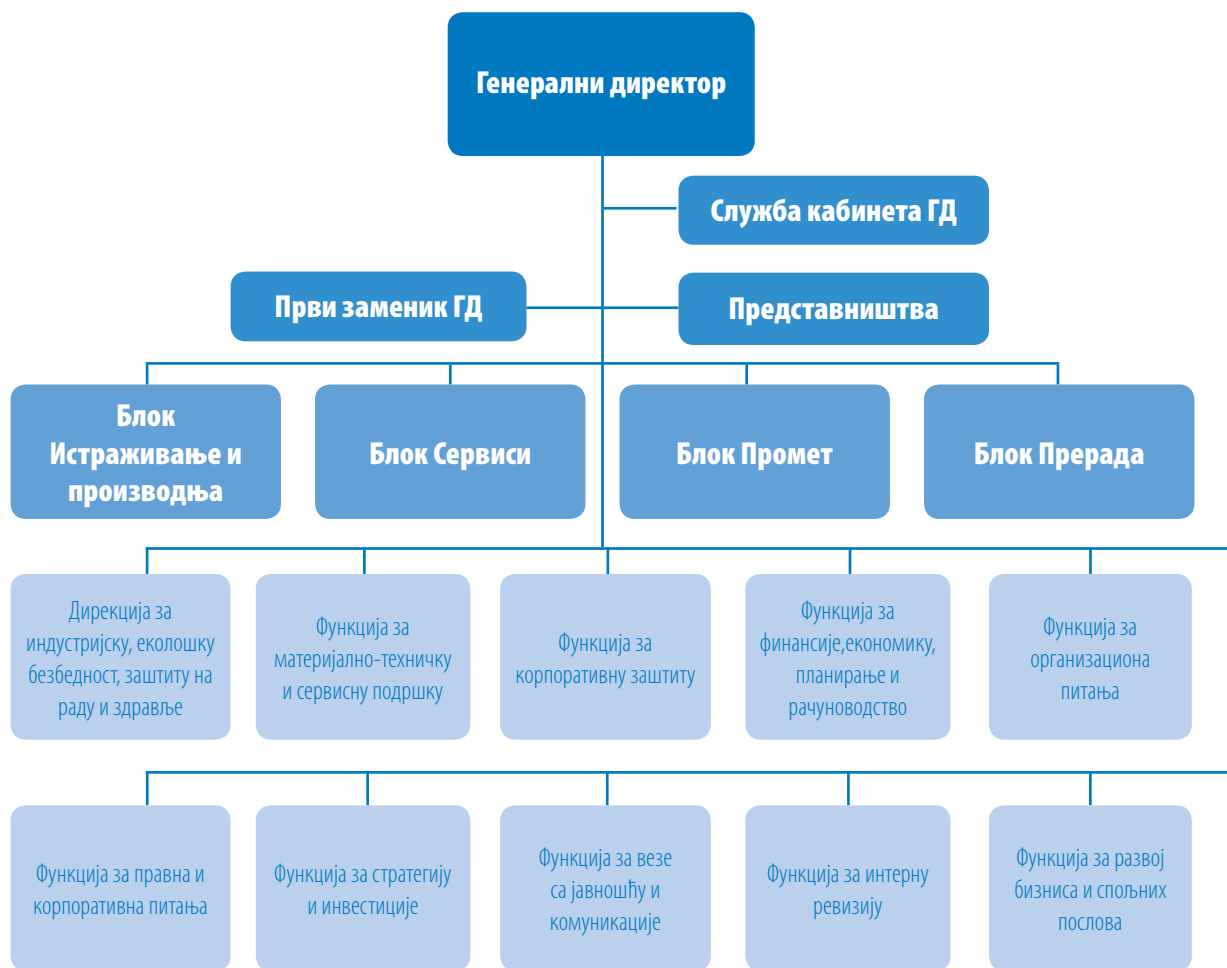 Генерални директор
Служба кабинета ГД
Први заменик ГД
Представништва
Блок
Истраживање и
производња
Блок Сервиси
Блок Промет
Блок Прерада
Дирекција за
индустријску, еколошку
безбедност, заштиту на
раду и здравље
Функција за
материјално-техничку
и сервисну подршку
Функција за
корпоративну заштиту
Функција за
финансије,економику,
планирање и
рачуноводство
Функција за
организациона
питања
Функција за правна и
корпоративна питања
Функција за стратегију
и инвестиције
Функција за везе
са јавношћу и
комуникације
Функција за интерну
ревизију
Функција за развој
бизниса и спољних
послова